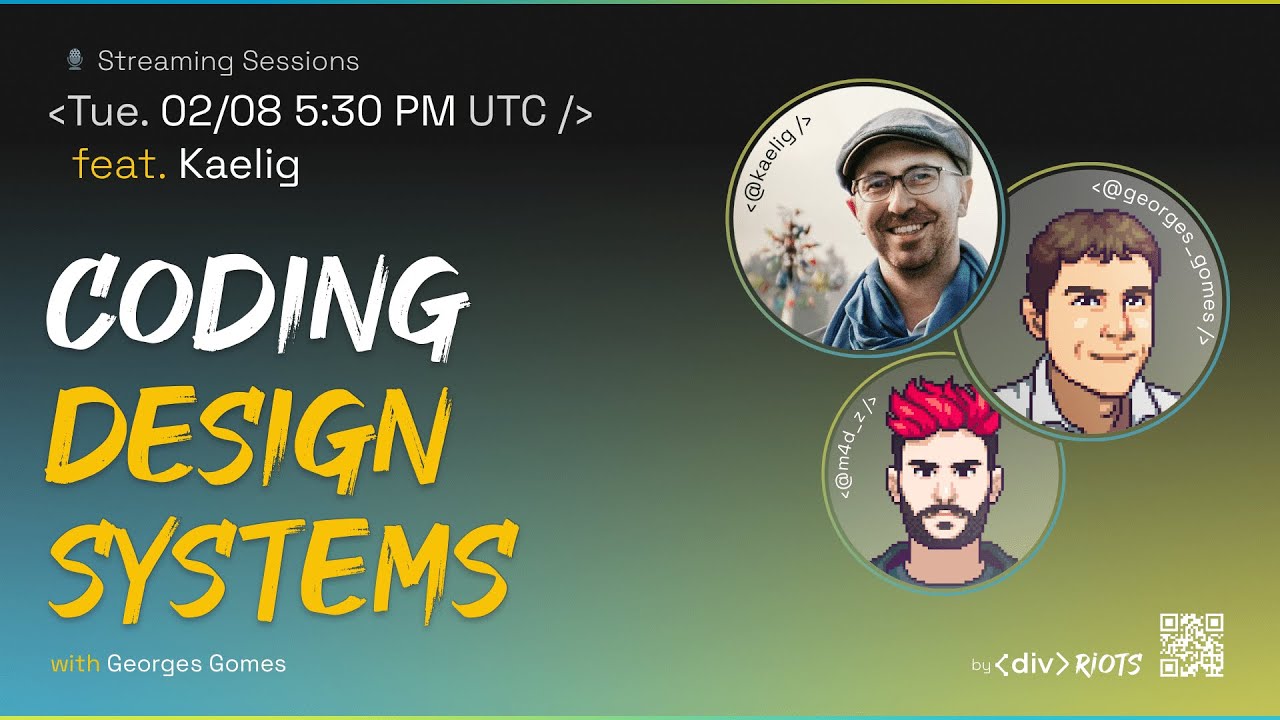 Streaming Sessions
<Tue. 02/08 5:30 PM UTC />
feat. Kaelig
CODING
DESIGN
SYSTEMS
with Georges Gomes
<@kaelig />
<@georges_gomes />
<@m4d_z />
by <div> RiOTS